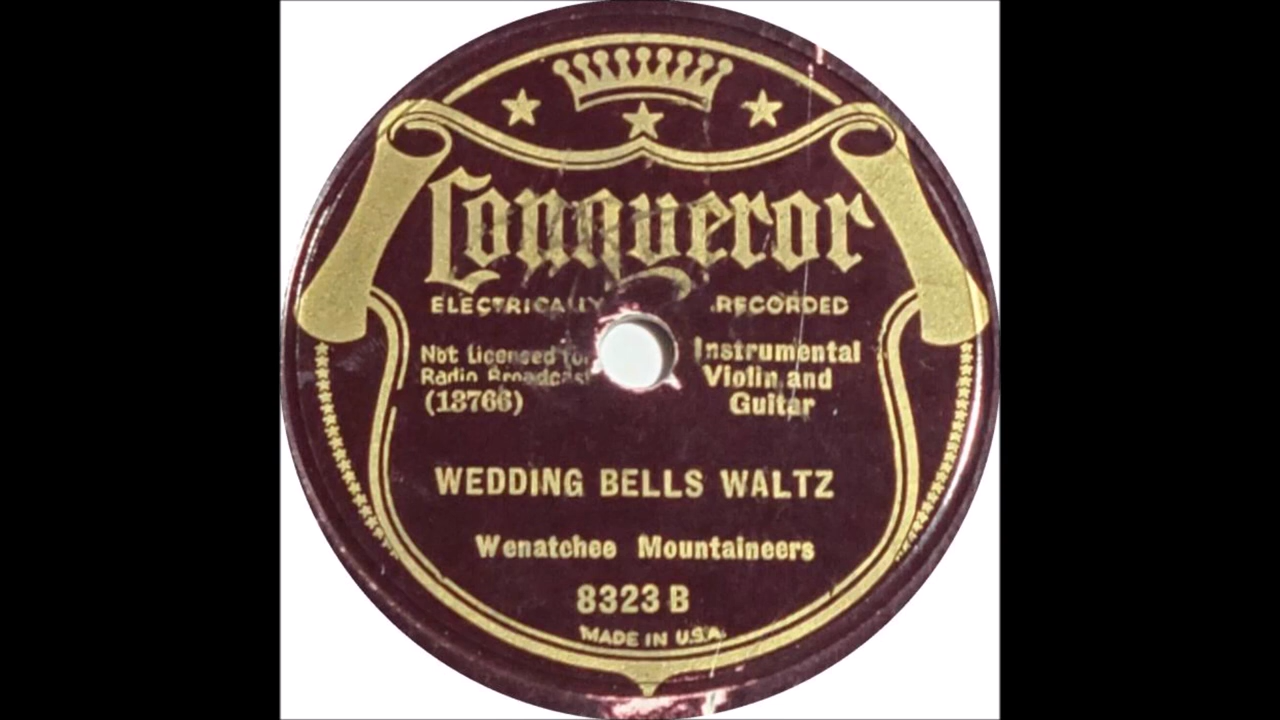 Conqueror
ELECTRICALLY RECORDED
Not Licensed for
Radio Broadcast
(13766)
Instrumental
Violin and
Guitar
WEDDING BELLS WALTZ
Wenatchee Mountaineers
8323 B
MADE IN U.S.A.